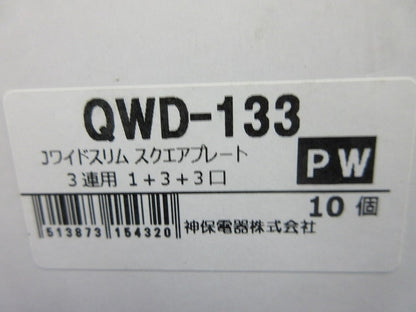 QWD-133
Jワイドスリム スクエアプレート
3連用 1+3+3口
PW
10個
513873 154320
神保電器株式会社